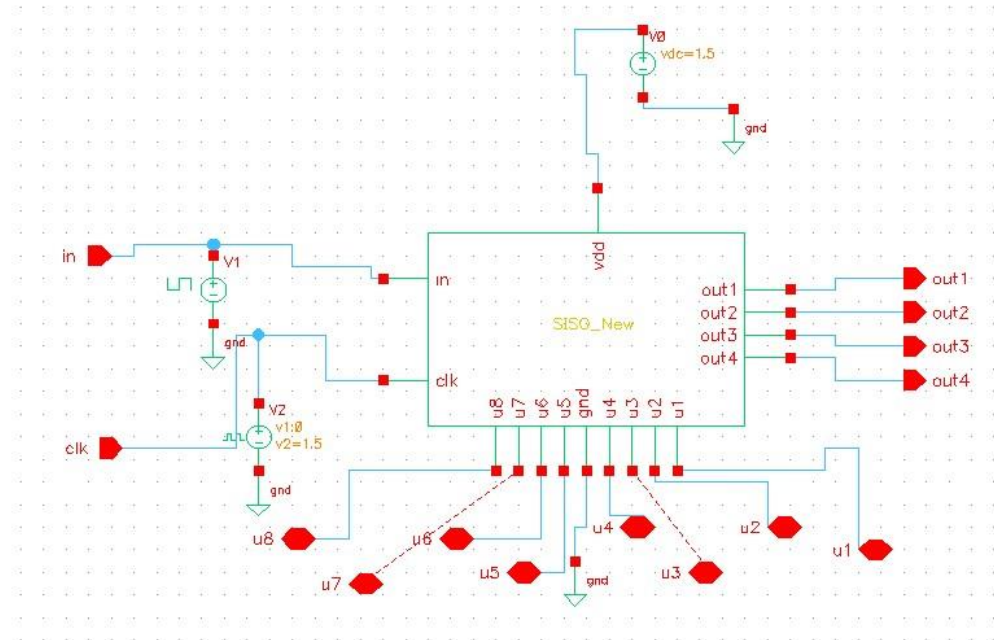 V0
vdc=1.5
gnd
in
V1
gnd
in
vdd
SISG_New
out1
out2
out3
out4
out1
out2
out3
out4
clk
clk
V2
v1:0
v2=1.5
gnd
u8
u7
u6
u5
gnd
u4
u3
u2
u1
u8
u7
u6
u5
gnd
u4
u3
u2
u1